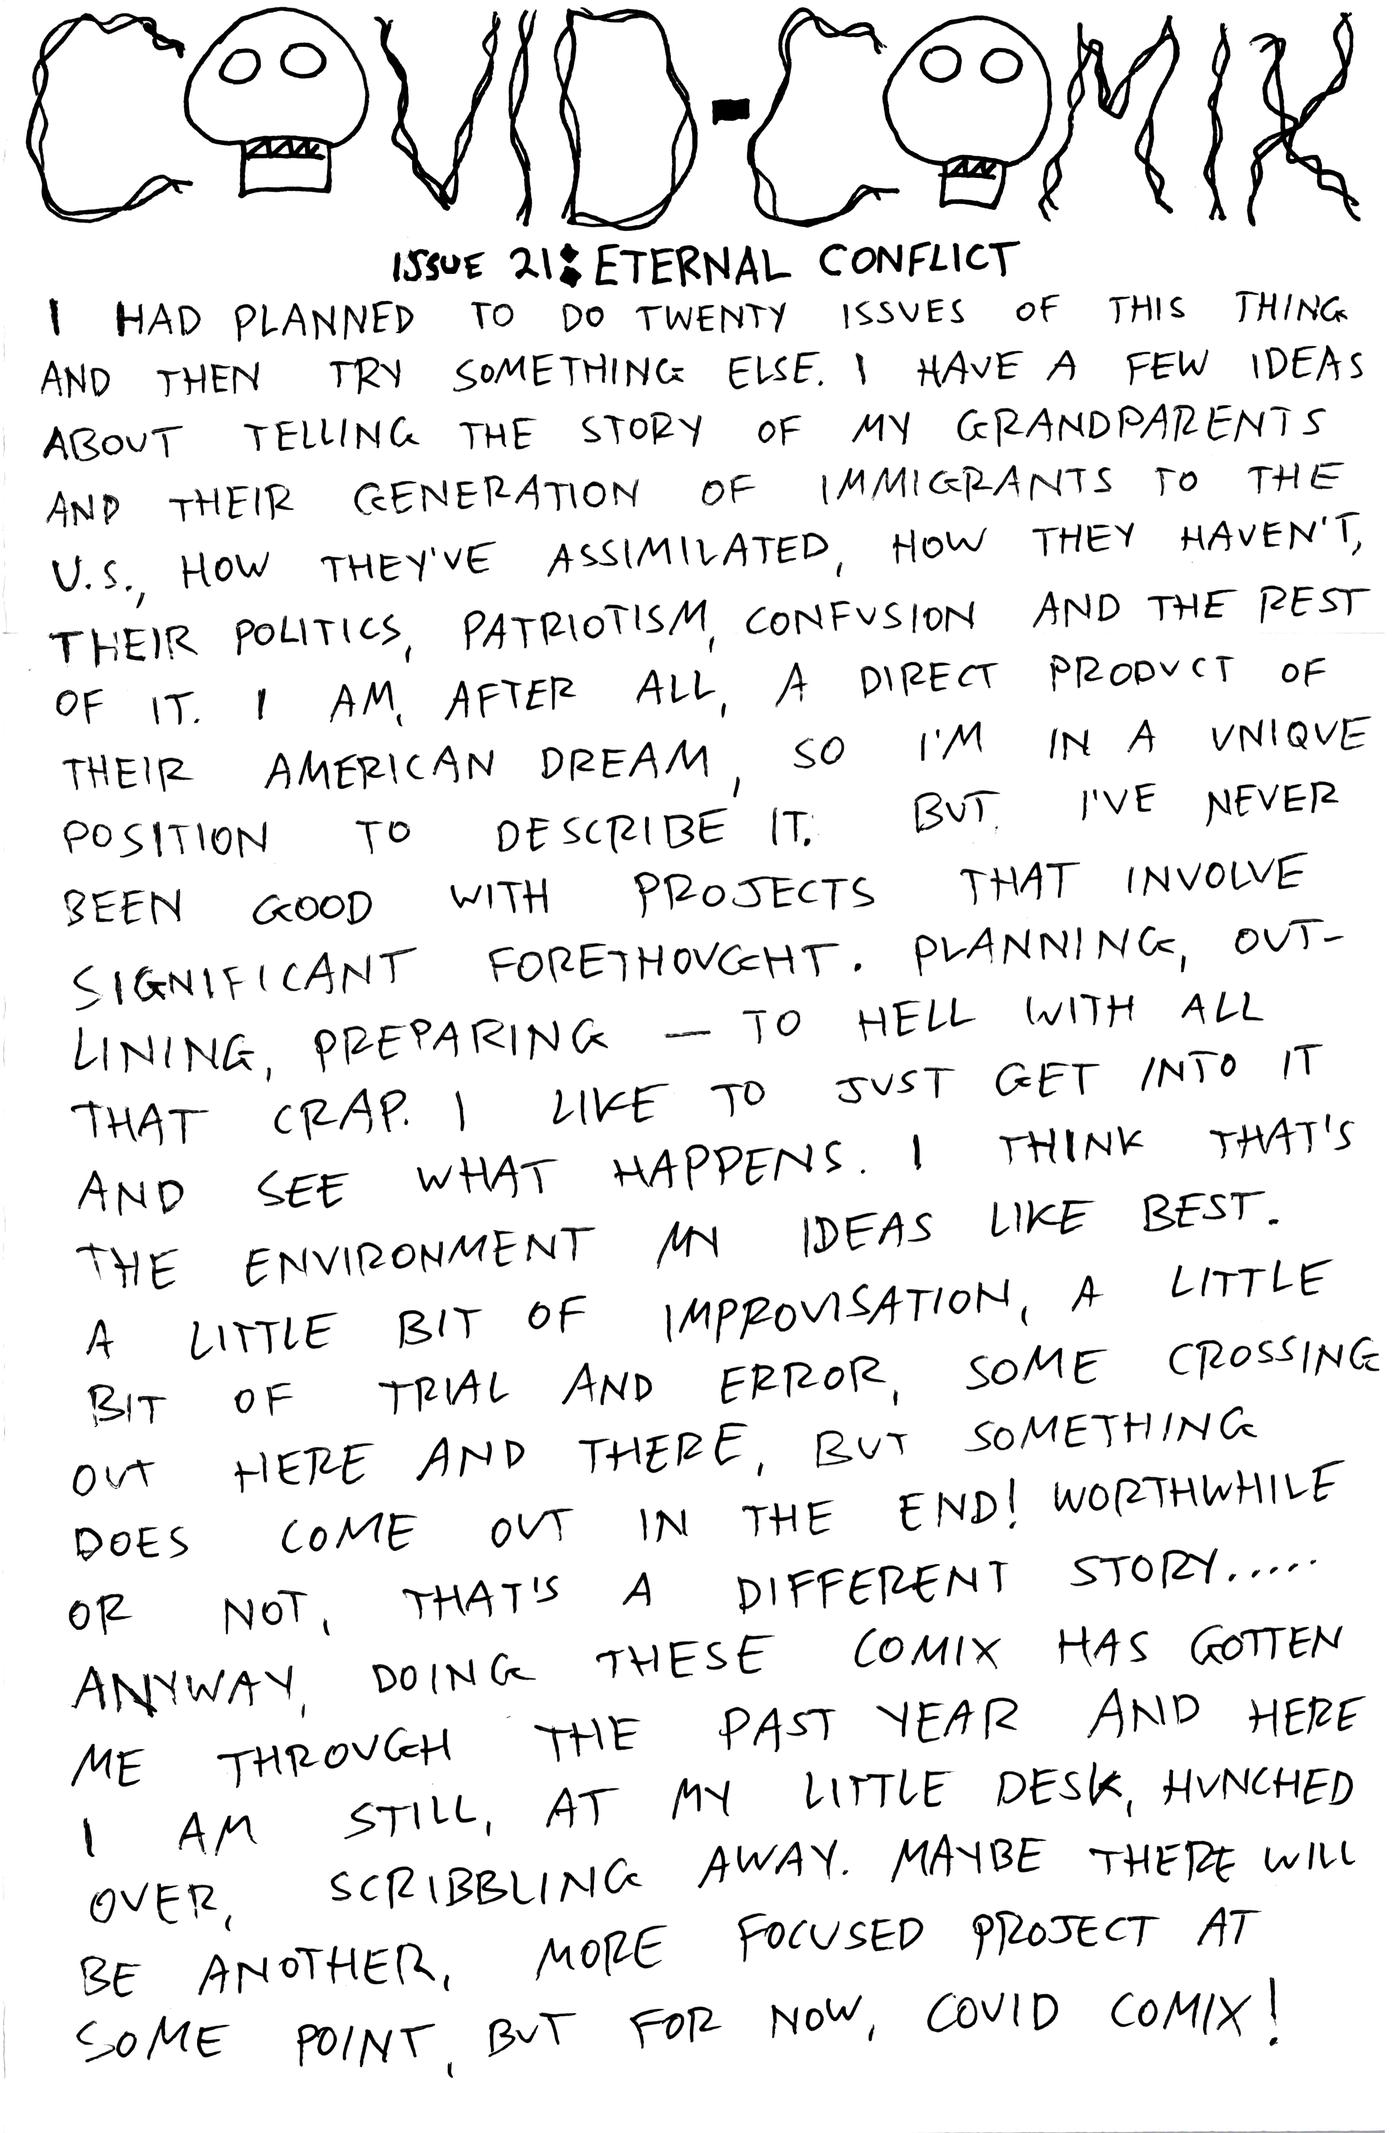 COVID-COMIX
ISSUE 21: ETERNAL CONFLICT
I HAD PLANNED TO DO TWENTY ISSUES OF THIS THING
AND THEN TRY SOMETHING ELSE. I HAVE A FEW IDEAS
ABOUT TELLING THE STORY OF MY GRANDPARENTS
AND THEIR GENERATION OF IMMIGRANTS TO THE
U.S., HOW THEY'VE ASSIMILATED, HOW THEY HAVEN'T,
THEIR POLITICS, PATRIOTISM, CONFUSION AND THE REST
OF IT. I AM, AFTER ALL, A DIRECT PRODUCT OF
THEIR AMERICAN DREAM, SO I'M IN A UNIQUE
POSITION TO DESCRIBE IT. BUT I'VE NEVER
BEEN GOOD WITH PROJECTS THAT INVOLVE
SIGNIFICANT FORETHOUGHT. PLANNING, OUT-
LINING, PREPARING — TO HELL WITH ALL
THAT CRAP. I LIKE TO JUST GET INTO IT
AND SEE WHAT HAPPENS. I THINK THAT'S
THE ENVIRONMENT MY IDEAS LIKE BEST.
A LITTLE BIT OF IMPROVISATION, A LITTLE
BIT OF TRIAL AND ERROR, SOME CROSSING
OUT HERE AND THERE, BUT SOMETHING
DOES COME OUT IN THE END! WORTHWHILE
OR NOT, THAT'S A DIFFERENT STORY.....
ANYWAY, DOING THESE COMIX HAS GOTTEN
ME THROUGH THE PAST YEAR AND HERE
I AM STILL, AT MY LITTLE DESK, HUNCHED
OVER, SCRIBBLING AWAY. MAYBE THERE WILL
BE ANOTHER, MORE FOCUSED PROJECT AT
SOME POINT, BUT FOR NOW, COVID COMIX!